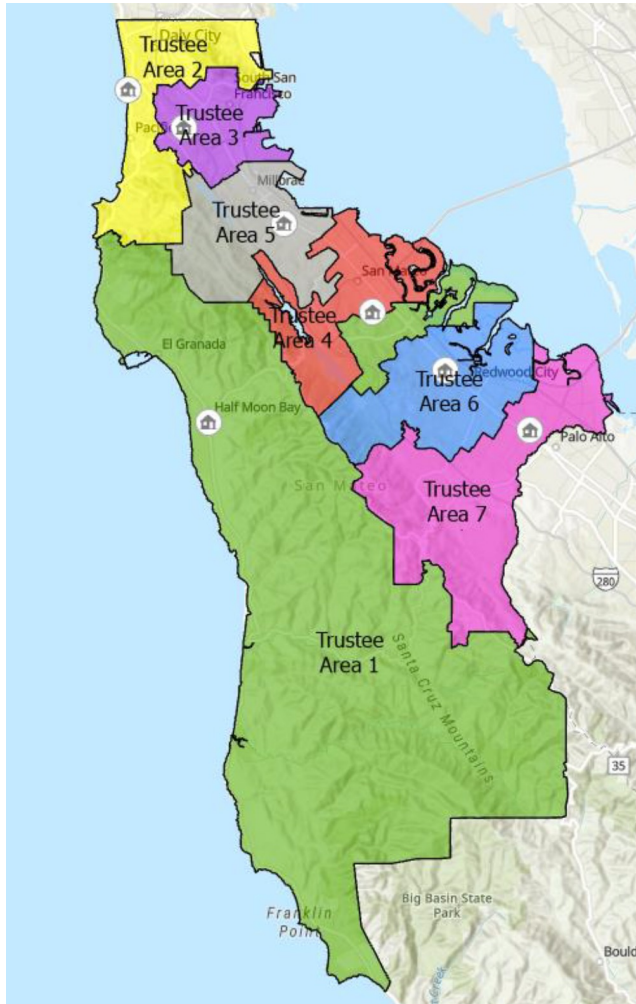 Daly City
Trustee
Area 2
South San
Francisco
Trustee
Area 3
Millbrae
Trustee
Area 5
Trustee
Area 4
El Granada
Half Moon Bay
Redwood City
Trustee
Area 6
Palo Alto
San Mateo
Trustee
Area 7
280
Trustee
Area 1
Santa Cruz Mountains
35
Big Basin State
Park
Franklin
Point
Creek